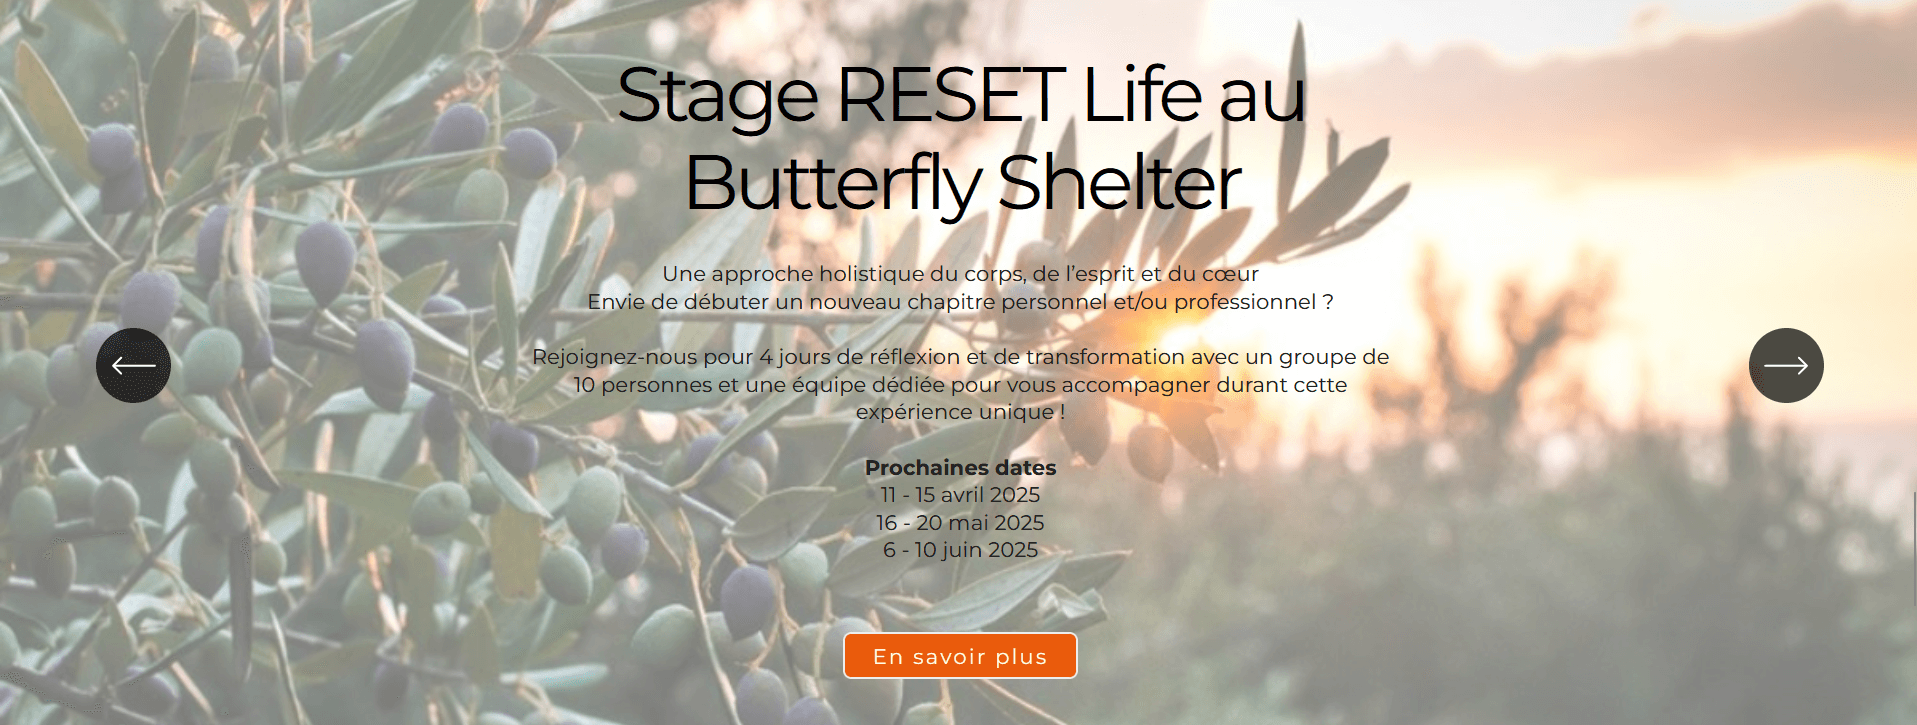 Stage RESET Life au
Butterfly Shelter
Une approche holistique du corps, de l’esprit et du cœur
Envie de débuter un nouveau chapitre personnel et/ou professionnel ?
Rejoignez-nous pour 4 jours de réflexion et de transformation avec un groupe de
10 personnes et une équipe dédiée pour vous accompagner durant cette
expérience unique !
Prochaines dates
11 - 15 avril 2025
16 - 20 mai 2025
6 - 10 juin 2025
En savoir plus